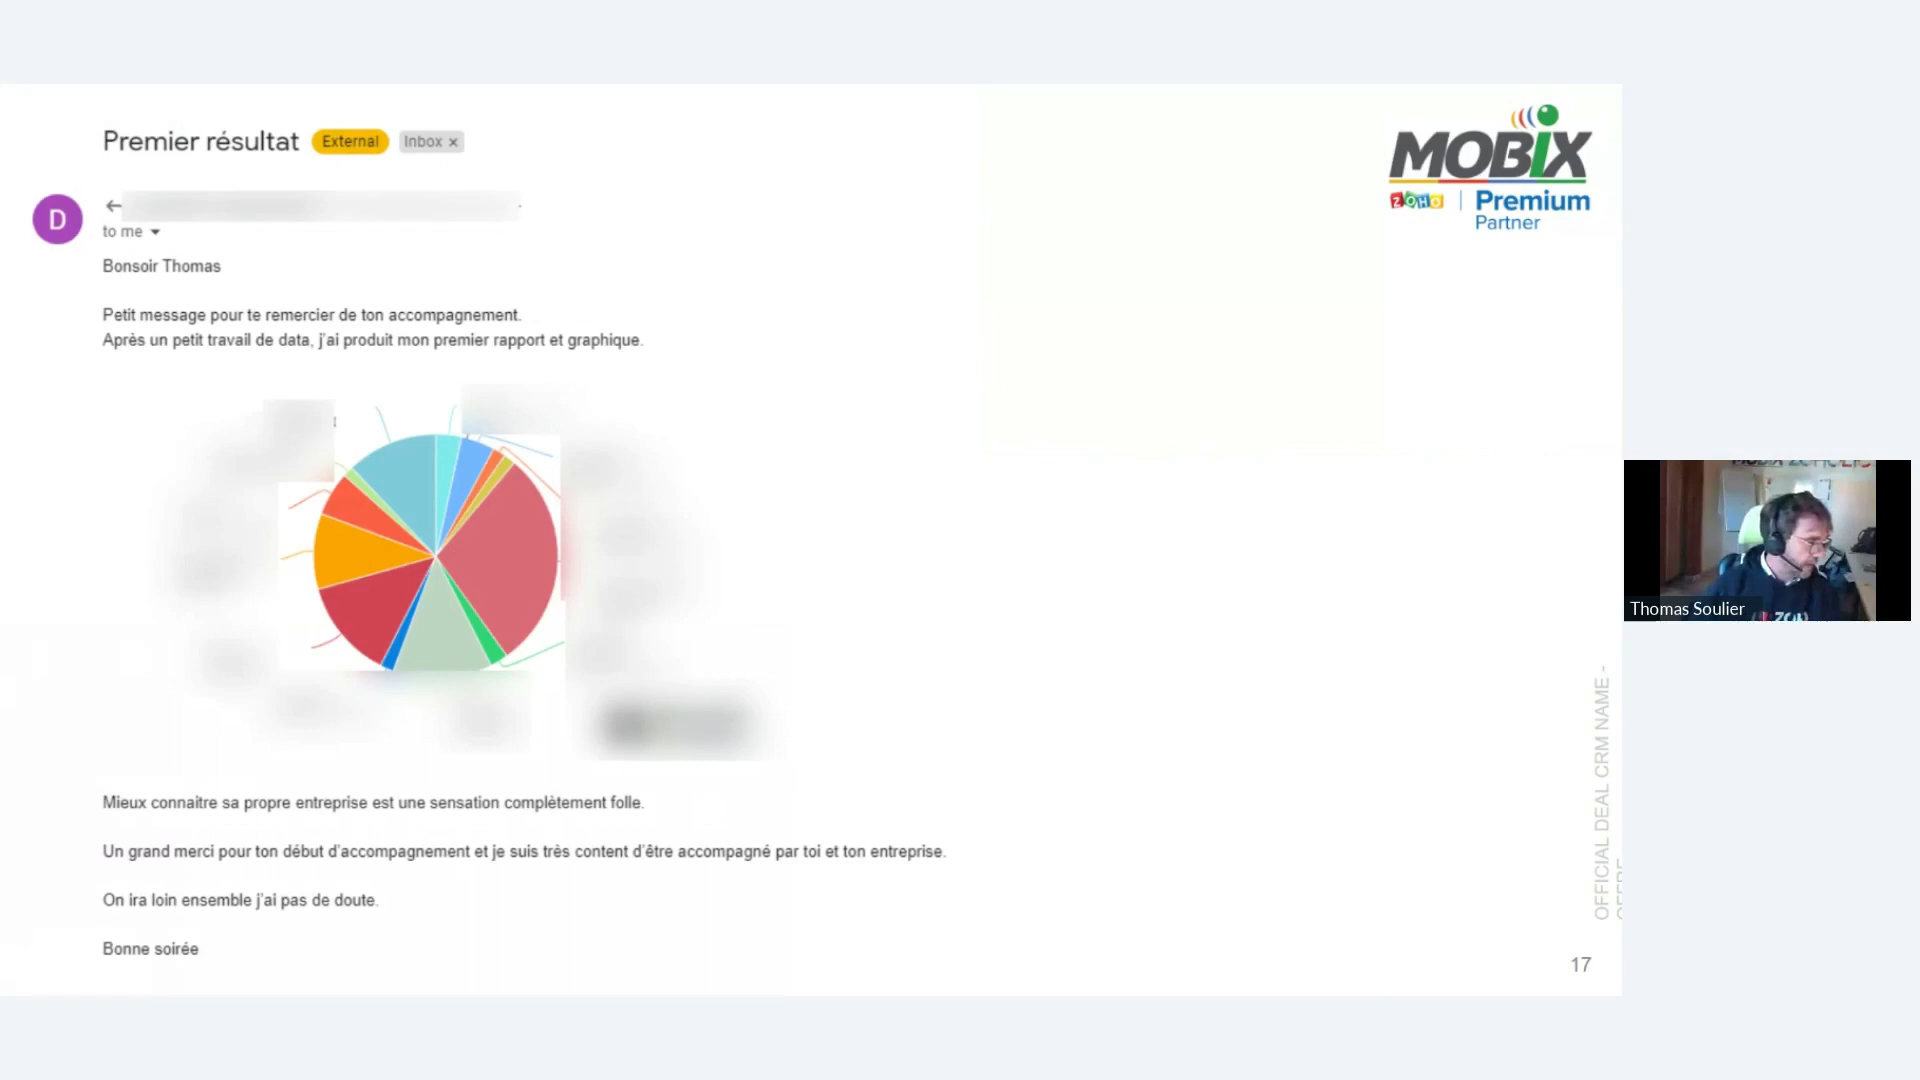 Premier résultat External Inbox x
D
to me
Bonsoir Thomas
Petit message pour te remercier de ton accompagnement.
Après un petit travail de data, j'ai produit mon premier rapport et graphique.
Mieux connaitre sa propre entreprise est une sensation complètement folle.
Un grand merci pour ton début d'accompagnement et je suis très content d'être accompagné par toi et ton entreprise.
On ira loin ensemble j'ai pas de doute.
Bonne soirée
MOBIX
ZOHO | Premium
Partner
OFFICIAL DEAL CRM NAME -
17
Thomas Soulier